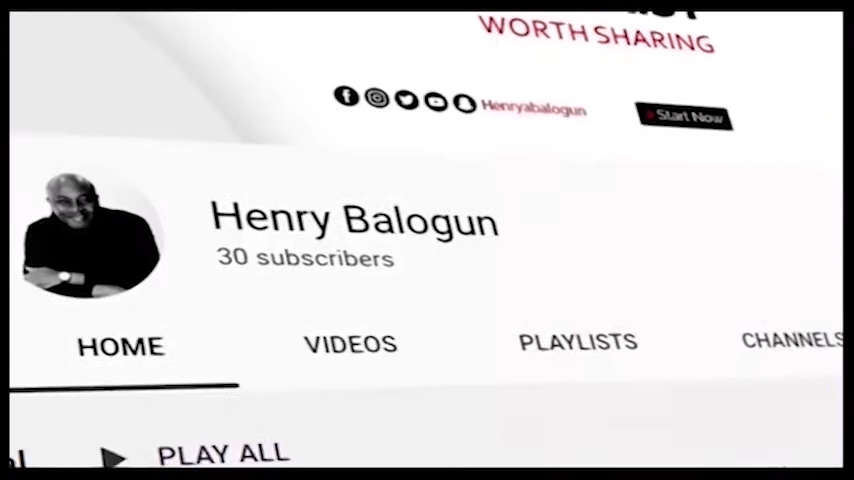 WORTH SHARING
Henryabalogun
Start Now
Henry Balogun
30 subscribers
HOME
VIDEOS
PLAYLISTS
CHANNELS
PLAY ALL